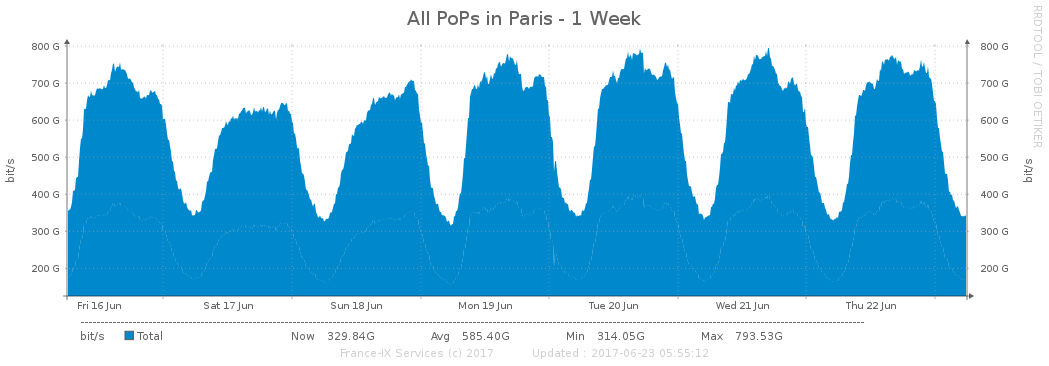 All PoPs in Paris - 1 Week
RRDTOOL / TOBI OETIKER
bit/s
800 G
700 G
600 G
500 G
400 G
300 G
200 G
800 G
700 G
600 G
500 G
400 G
300 G
200 G
bit/s
Fri 16 Jun Sat 17 Jun Sun 18 Jun Mon 19 Jun Tue 20 Jun Wed 21 Jun Thu 22 Jun
bit/s Total Now 329.84G Avg 585.40G Min 314.05G Max 793.53G
France-IX Services (c) 2017 Updated : 2017-06-23 05:55:12